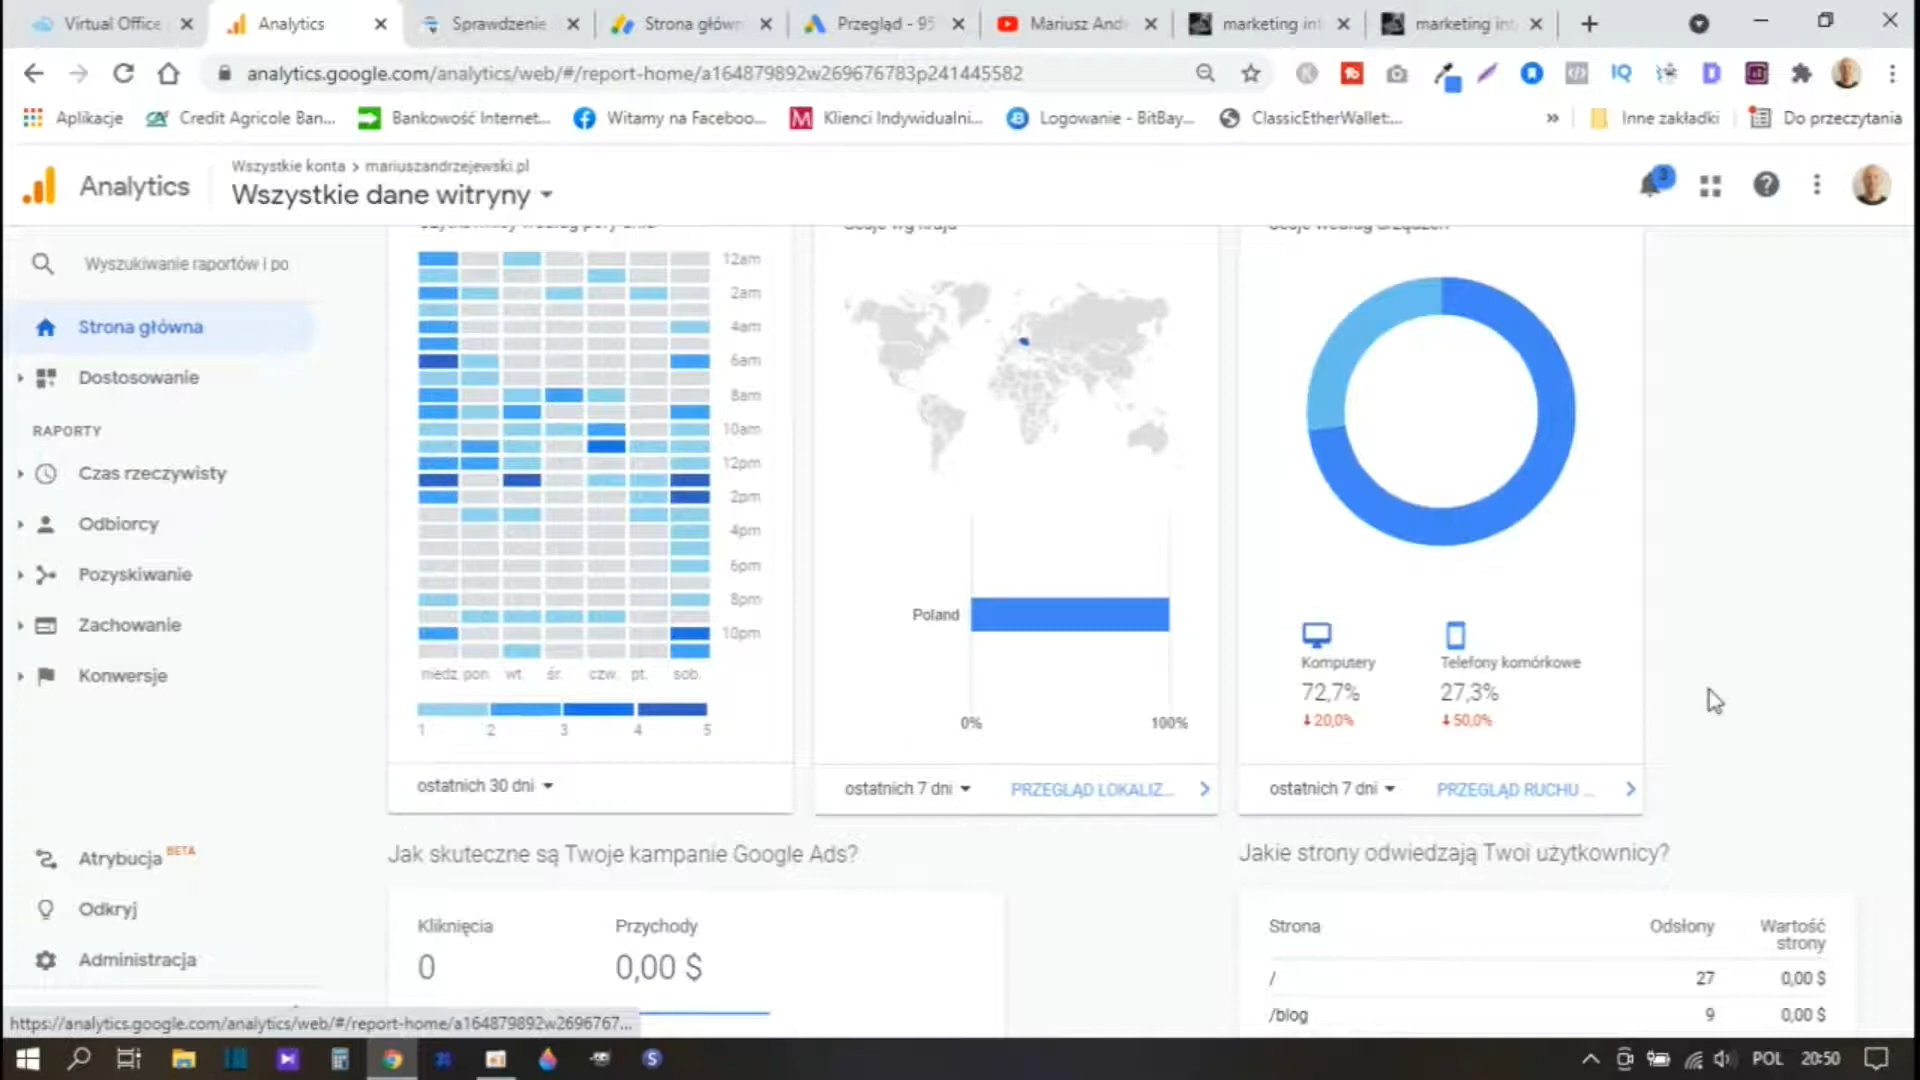 Virtual Office
Analytics
Sprawdzenie
Strona główn
Przegląd - 95
Mariusz And
marketing int
marketing int
analytics.google.com/analytics/web/#/report-home/a164879892w269676783p241445582
Aplikacje
Credit Agricole Ban...
Bankowość Internet...
Witamy na Faceboo...
Klienci Indywidualni...
Logowanie - BitBay...
ClassicEtherWallet:...
»
Inne zakładki
Do przeczytania
Analytics
Wszystkie konta > mariuszandrzejewski.pl
Wszystkie dane witryny
3
Wyszukiwanie raportów i po
Strona główna
Dostosowanie
RAPORTY
Czas rzeczywisty
Odbiorcy
Pozyskiwanie
Zachowanie
Konwersje
Atrybucja BETA
Odkryj
Administracja
12am
2am
4am
6am
8am
10am
12pm
2pm
4pm
6pm
8pm
10pm
niedz. pon. wt. śr. czw. pt. sob.
1 2 3 4 5
ostatnich 30 dni
Poland
0% 100%
ostatnich 7 dni
PRZEGLĄD LOKALIZ...
Komputery
72,7%
20,0%
Telefony komórkowe
27,3%
50,0%
ostatnich 7 dni
PRZEGLĄD RUCHU ...
Jak skuteczne są Twoje kampanie Google Ads?
Kliknięcia
0
Przychody
0,00 $
Jakie strony odwiedzają Twoi użytkownicy?
Strona Odsłony Wartość strony
/ 27 0,00 $
/blog 9 0,00 $
https://analytics.google.com/analytics/web/#/report-home/a164879892w2696767...
POL 20:50